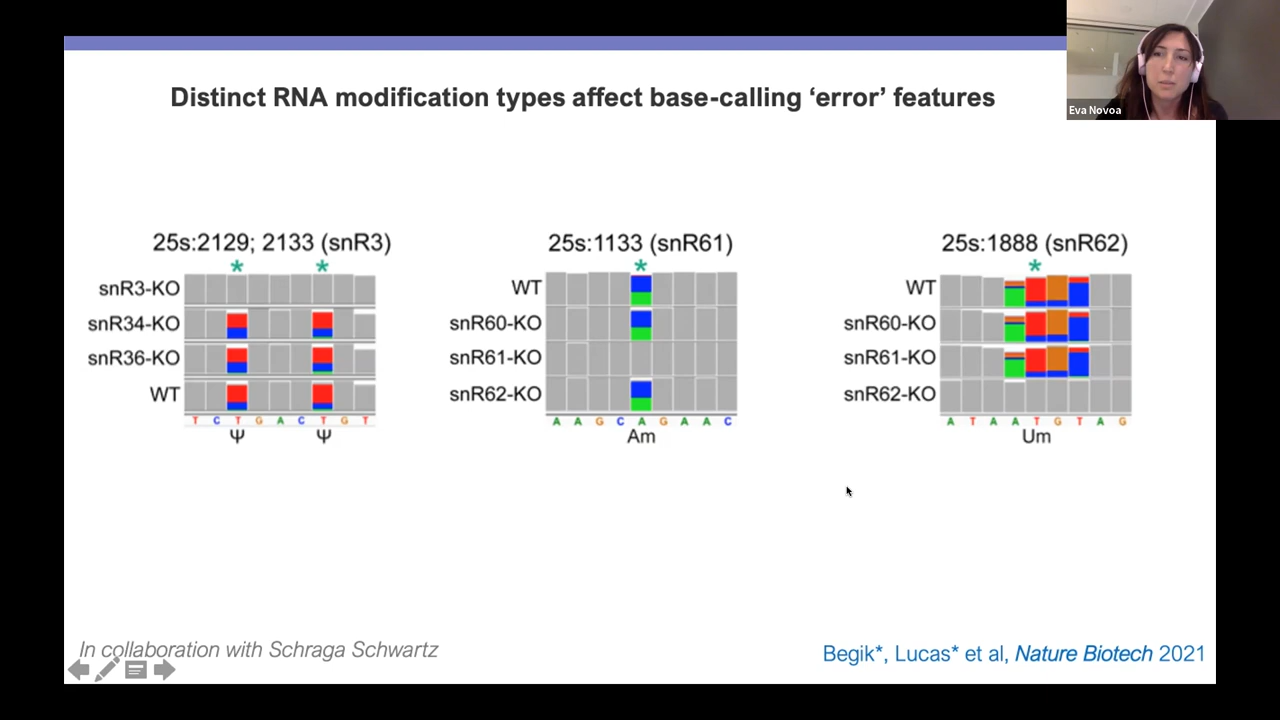 Eva Novoa
Distinct RNA modification types affect base-calling ‘error’ features
25s:2129; 2133 (snR3)
*
*
snR3-KO
snR34-KO
snR36-KO
WT
T C T G A C T G T
Ψ Ψ
25s:1133 (snR61)
*
WT
snR60-KO
snR61-KO
snR62-KO
A A G C A G A A C
Am
25s:1888 (snR62)
*
WT
snR60-KO
snR61-KO
snR62-KO
A T A A T G T A G
Um
In collaboration with Schraga Schwartz
Begik*, Lucas* et al, Nature Biotech 2021